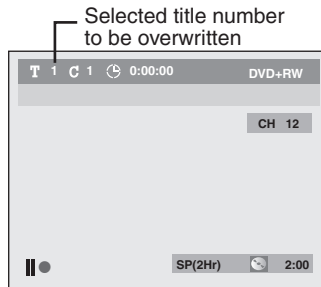 Selected title number
to be overwritten
T 1 C 1 0:00:00 DVD+RW
CH 12
SP(2Hr) 2:00